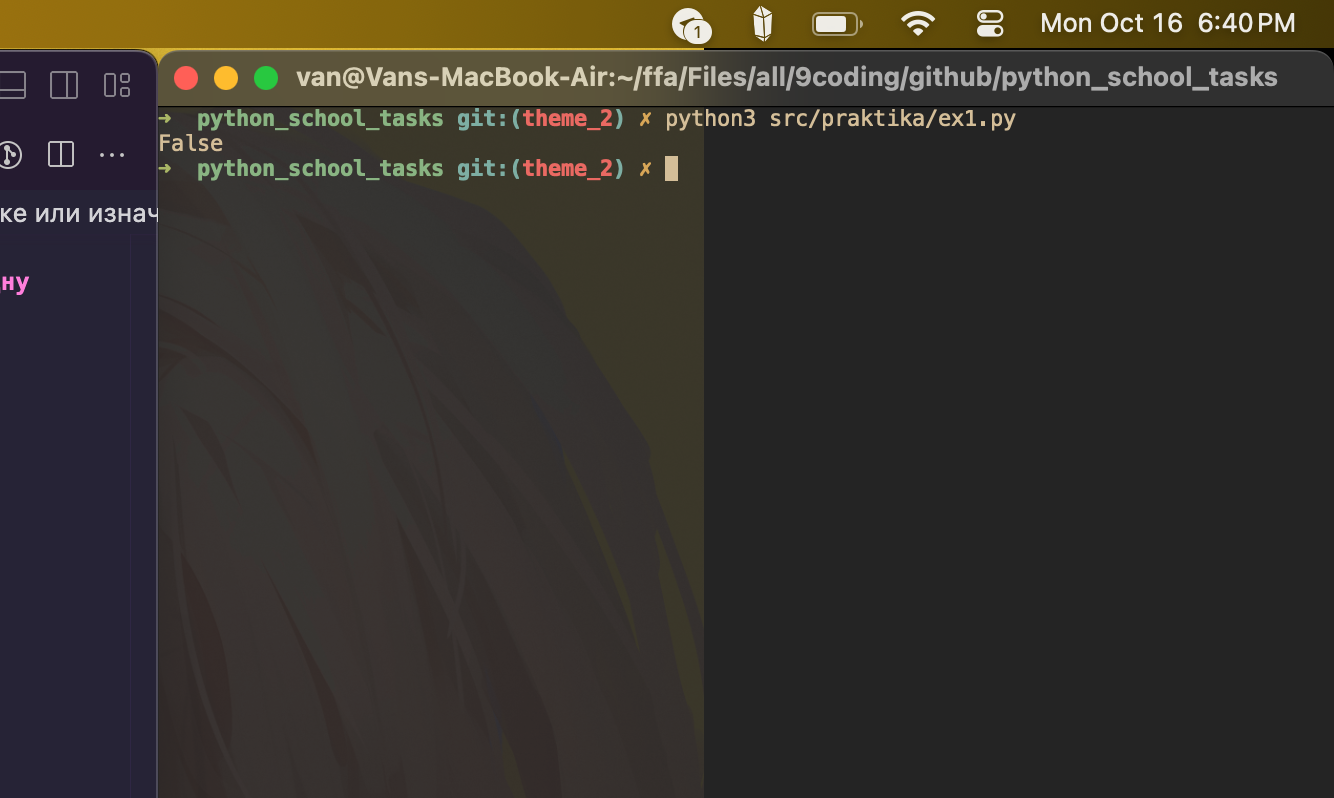 1
Mon Oct 16 6:40 PM
van@Vans-MacBook-Air:~/ffa/Files/all/9coding/github/python_school_tasks
➜ python_school_tasks git:(theme_2) ✗ python3 src/praktika/ex1.py
False
➜ python_school_tasks git:(theme_2) ✗
ке или изнач
ну